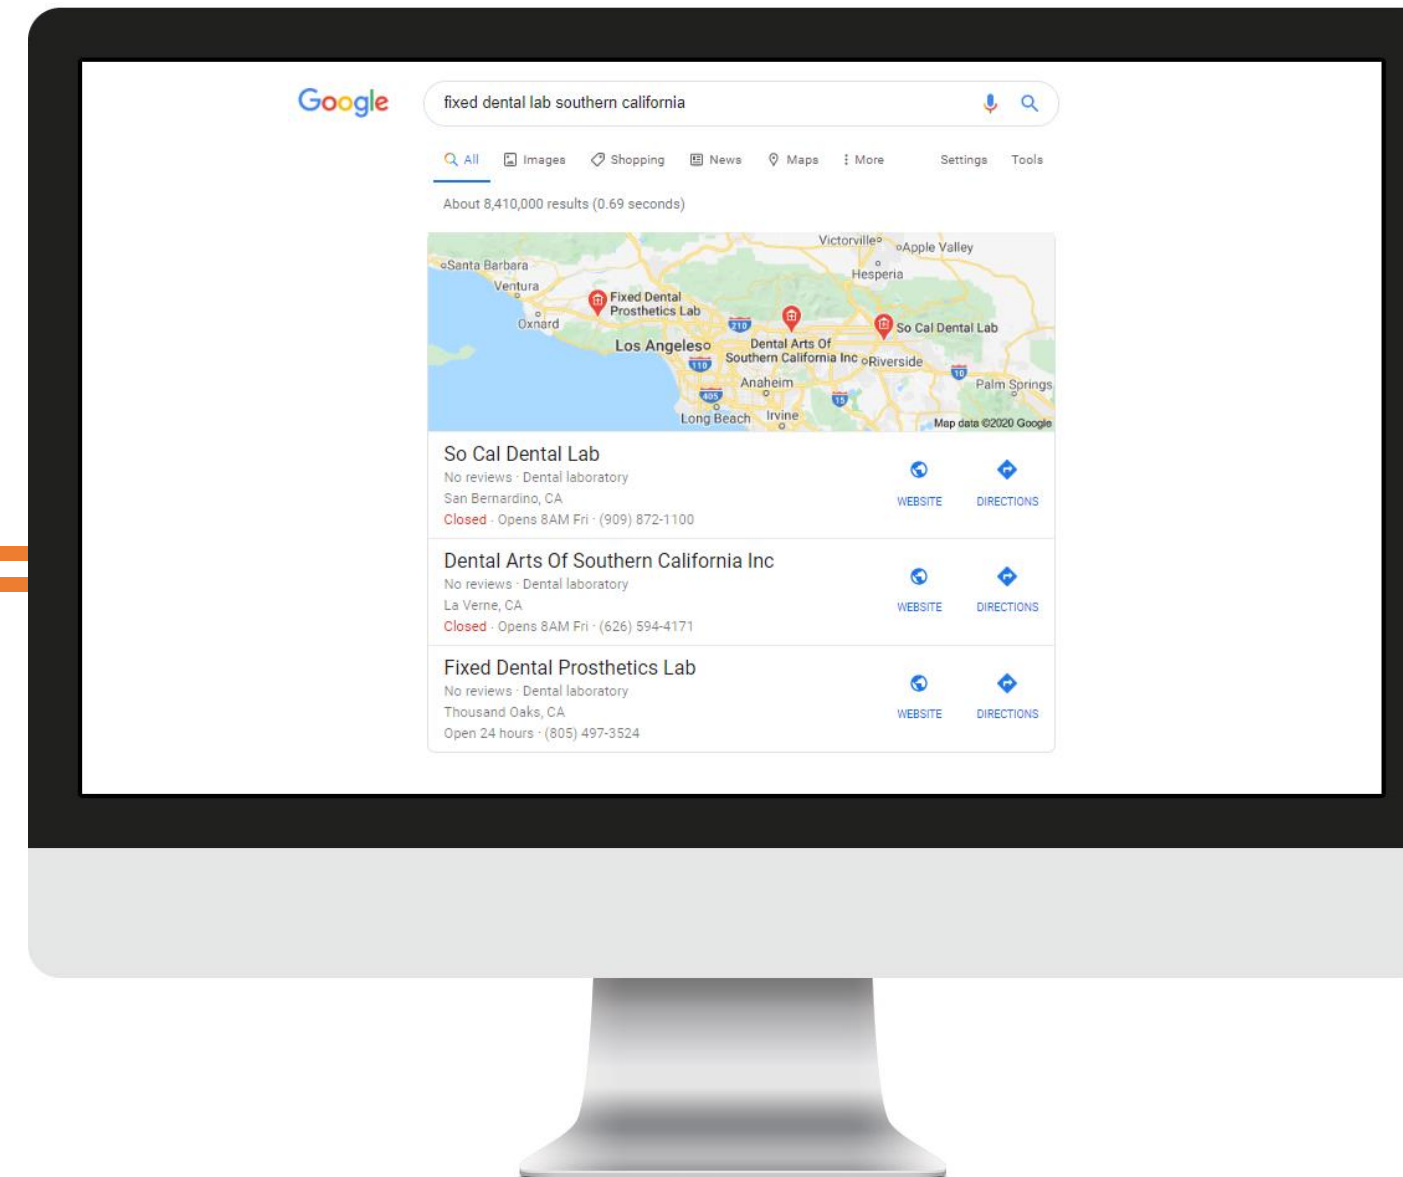 Google
fixed dental lab southern california
All Images Shopping News Maps More Settings Tools
About 8,410,000 results (0.69 seconds)
Victorville
Apple Valley
Santa Barbara
Hesperia
Ventura
Fixed Dental
Prosthetics Lab
Oxnard
210
So Cal Dental Lab
Los Angeles
Dental Arts Of
Southern California Inc
Riverside
110
10
Anaheim
Palm Springs
405
15
Long Beach
Irvine
Map data ©2020 Google
So Cal Dental Lab
No reviews · Dental laboratory
San Bernardino, CA
Closed · Opens 8AM Fri · (909) 872-1100
WEBSITE DIRECTIONS
Dental Arts Of Southern California Inc
No reviews · Dental laboratory
La Verne, CA
Closed · Opens 8AM Fri · (626) 594-4171
WEBSITE DIRECTIONS
Fixed Dental Prosthetics Lab
No reviews · Dental laboratory
Thousand Oaks, CA
Open 24 hours · (805) 497-3524
WEBSITE DIRECTIONS